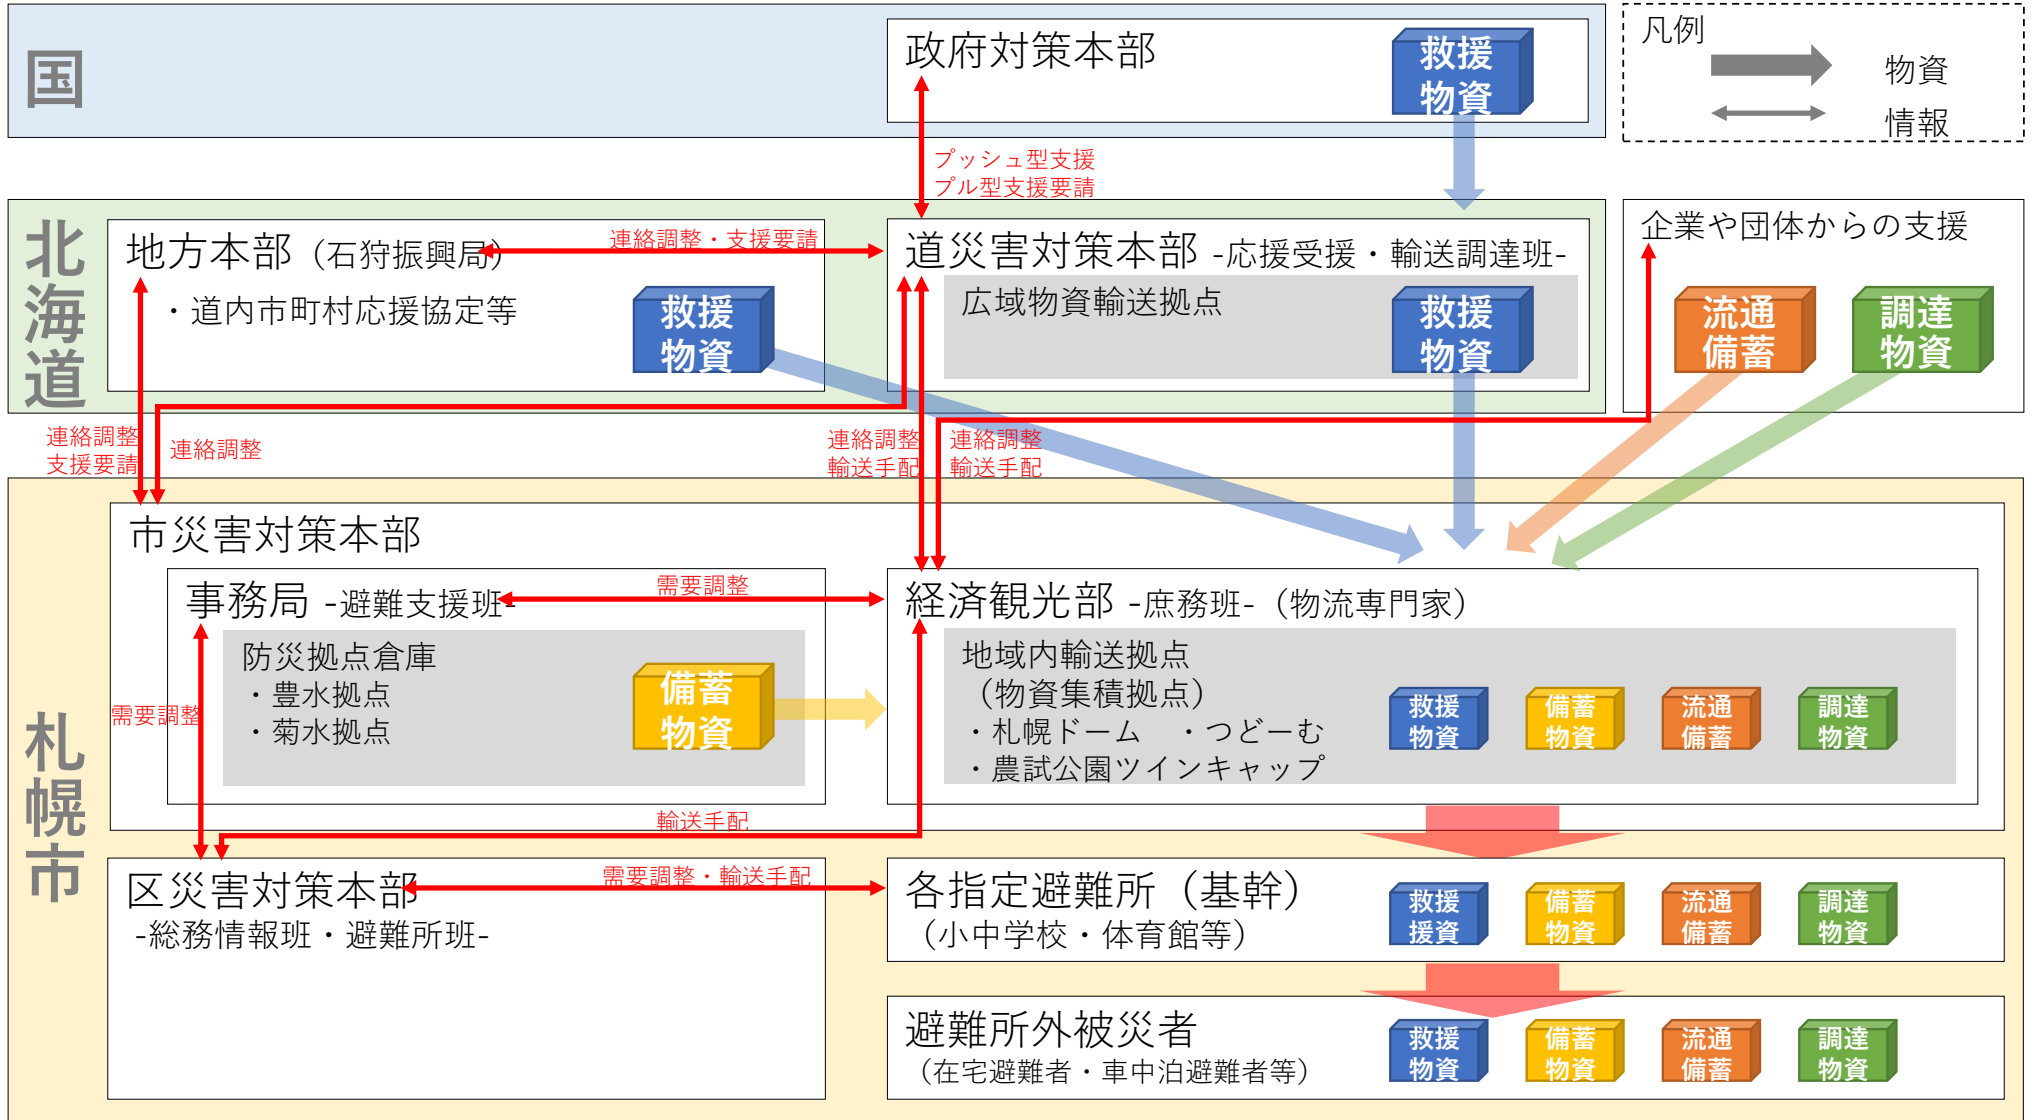 国
政府対策本部
救援
物資
凡例
物資
情報
プッシュ型支援
プル型支援要請
北海道
地方本部（石狩振興局）
・道内市町村応援協定等
救援
物資
連絡調整・支援要請
道災害対策本部 -応援受援・輸送調達班-
広域物資輸送拠点
救援
物資
企業や団体からの支援
流通
備蓄
調達
物資
連絡調整
支援要請
連絡調整
連絡調整
輸送手配
連絡調整
輸送手配
札幌市
市災害対策本部
事務局 -避難支援班-
需要調整
防災拠点倉庫
・豊水拠点
・菊水拠点
備蓄
物資
需要調整
経済観光部 -庶務班-（物流専門家）
地域内輸送拠点
（物資集積拠点）
・札幌ドーム　・つどーむ
・農試公園ツインキャップ
救援
物資
備蓄
物資
流通
備蓄
調達
物資
輸送手配
区災害対策本部
-総務情報班・避難所班-
需要調整・輸送手配
各指定避難所（基幹）
（小中学校・体育館等）
救援
援資
備蓄
物資
流通
備蓄
調達
物資
避難所外被災者
（在宅避難者・車中泊避難者等）
救援
物資
備蓄
物資
流通
備蓄
調達
物資